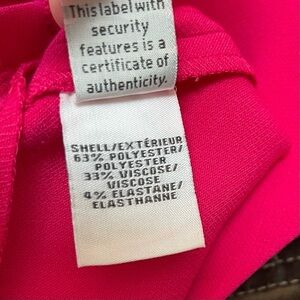 This label with
security
features is a
certificate of
authenticity.
SHELL/EXTÉRIEUR
63% POLYESTER/
POLYESTER
33% VISCOSE/
VISCOSE
4% ELASTANE/
ELASTHANNE